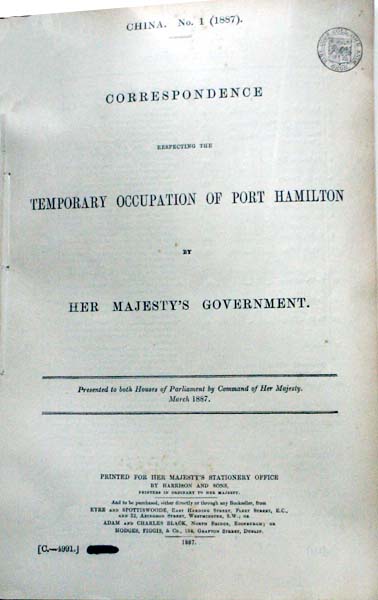 CHINA. No. 1 (1887).
CORRESPONDENCE
RESPECTING THE
TEMPORARY OCCUPATION OF PORT HAMILTON
BY
HER MAJESTY'S GOVERNMENT.
Presented to both Houses of Parliament by Command of Her Majesty.
March 1887.
PRINTED FOR HER MAJESTY'S STATIONERY OFFICE
BY HARRISON AND SONS,
PRINTERS IN ORDINARY TO HER MAJESTY.
And to be purchased, either directly or through any Bookseller, from
EYRE AND SPOTTISWOODE, EAST HARDING STREET, FLEET STREET, E.C.,
AND 32, ABINGDON STREET, WESTMINSTER, S.W.; OR
ADAM AND CHARLES BLACK, NORTH BRIDGE, EDINBURGH; OR
HODGES, FIGGIS, & CO., 104, GRAFTON STREET, DUBLIN.
1887.
[C.—4991.]